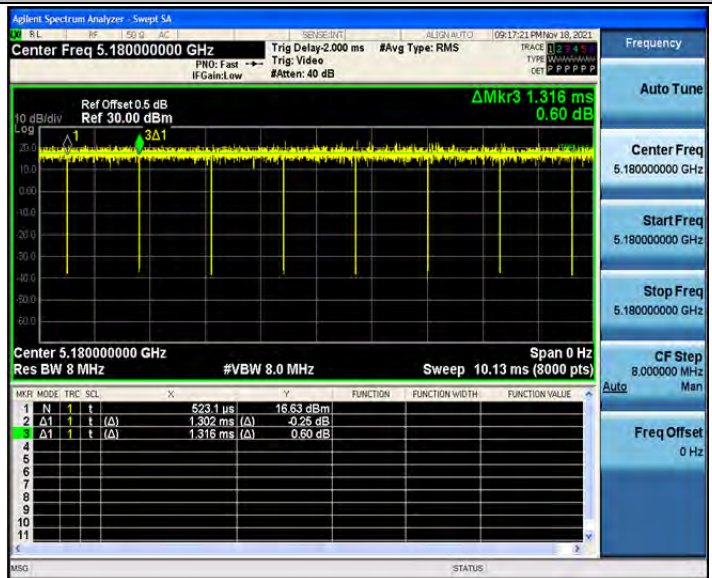 Agilent Spectrum Analyzer - Swept SA
RL RF 50 Ω AC SENSE:INT ALIGN AUTO 09:17:21 PM Nov 18, 2021
Center Freq 5.180000000 GHz
PNO: Fast
IFGain:Low
Trig Delay-2.000 ms
Trig: Video
#Atten: 40 dB
#Avg Type: RMS
TRACE 1 2 3 4 5 6
TYPE
DET P P P P P P
Ref Offset 0.5 dB
10 dB/div Ref 30.00 dBm
ΔMkr3 1.316 ms
0.60 dB
Log
1
3Δ1
20.0
10.0
0.00
-10.0
-20.0
-30.0
-40.0
-50.0
-60.0
Center 5.180000000 GHz Span 0 Hz
Res BW 8 MHz #VBW 8.0 MHz Sweep 10.13 ms (8000 pts)
MKR MODE TRC SCL X Y FUNCTION FUNCTION WIDTH FUNCTION VALUE
1 N 1 t 523.1 µs 16.63 dBm
2 Δ1 1 t (Δ) 1.302 ms (Δ) -0.25 dB
3 Δ1 1 t (Δ) 1.316 ms (Δ) 0.60 dB
4
5
6
7
8
9
10
11
MSG STATUS
Frequency
Auto Tune
Center Freq
5.180000000 GHz
Start Freq
5.180000000 GHz
Stop Freq
5.180000000 GHz
CF Step
8.000000 MHz
Auto Man
Freq Offset
0 Hz